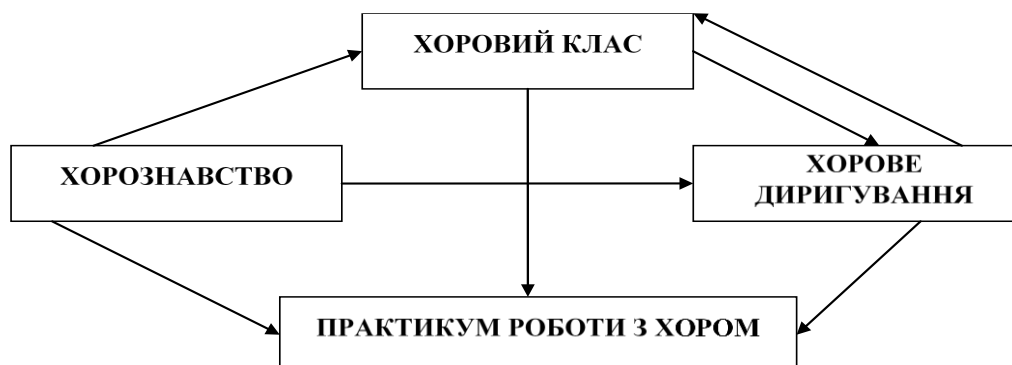 ХОРОВИЙ КЛАС
ХОРОЗНАВСТВО
ХОРОВЕ
ДИРИГУВАННЯ
ПРАКТИКУМ РОБОТИ З ХОРОМ